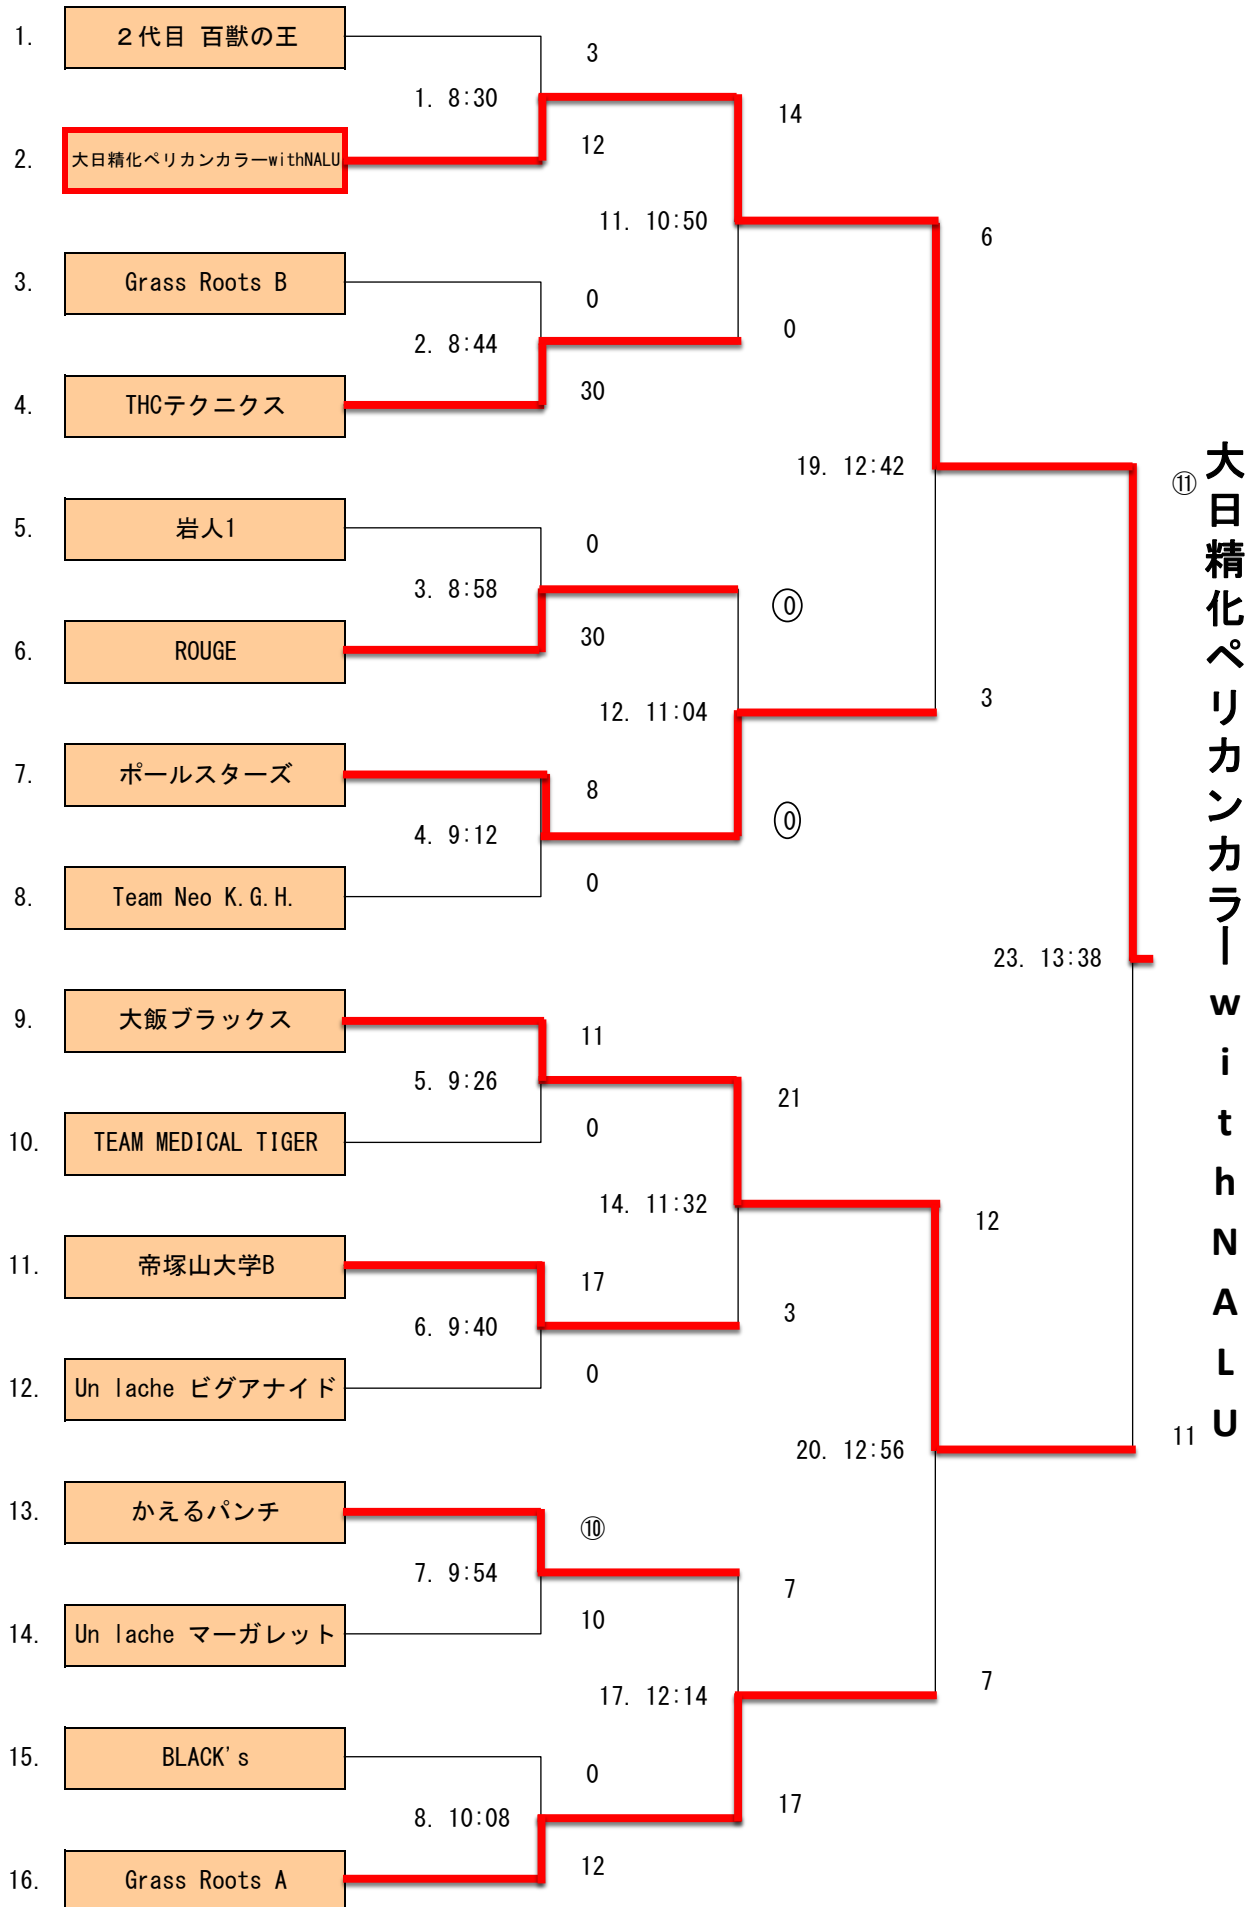 1. ２代目 百獣の王
3
1. 8:30
14
2. 大日精化ペリカンカラーwithNALU
12
11. 10:50
6
3. Grass Roots B
0
2. 8:44
0
4. THCテクニクス
30
19. 12:42
⑪
5. 岩人1
0
3. 8:58
⓪
6. ROUGE
30
12. 11:04
3
7. ポールスターズ
8
4. 9:12
⓪
8. Team Neo K.G.H.
0
23. 13:38
大日精化ペリカンカラーwithNALU
9. 大飯ブラックス
11
5. 9:26
21
10. TEAM MEDICAL TIGER
0
14. 11:32
12
11. 帝塚山大学B
17
6. 9:40
3
12. Un lache ビグアナイド
0
20. 12:56
11
13. かえるパンチ
⑩
7. 9:54
7
14. Un lache マーガレット
10
17. 12:14
7
15. BLACK's
0
8. 10:08
17
16. Grass Roots A
12